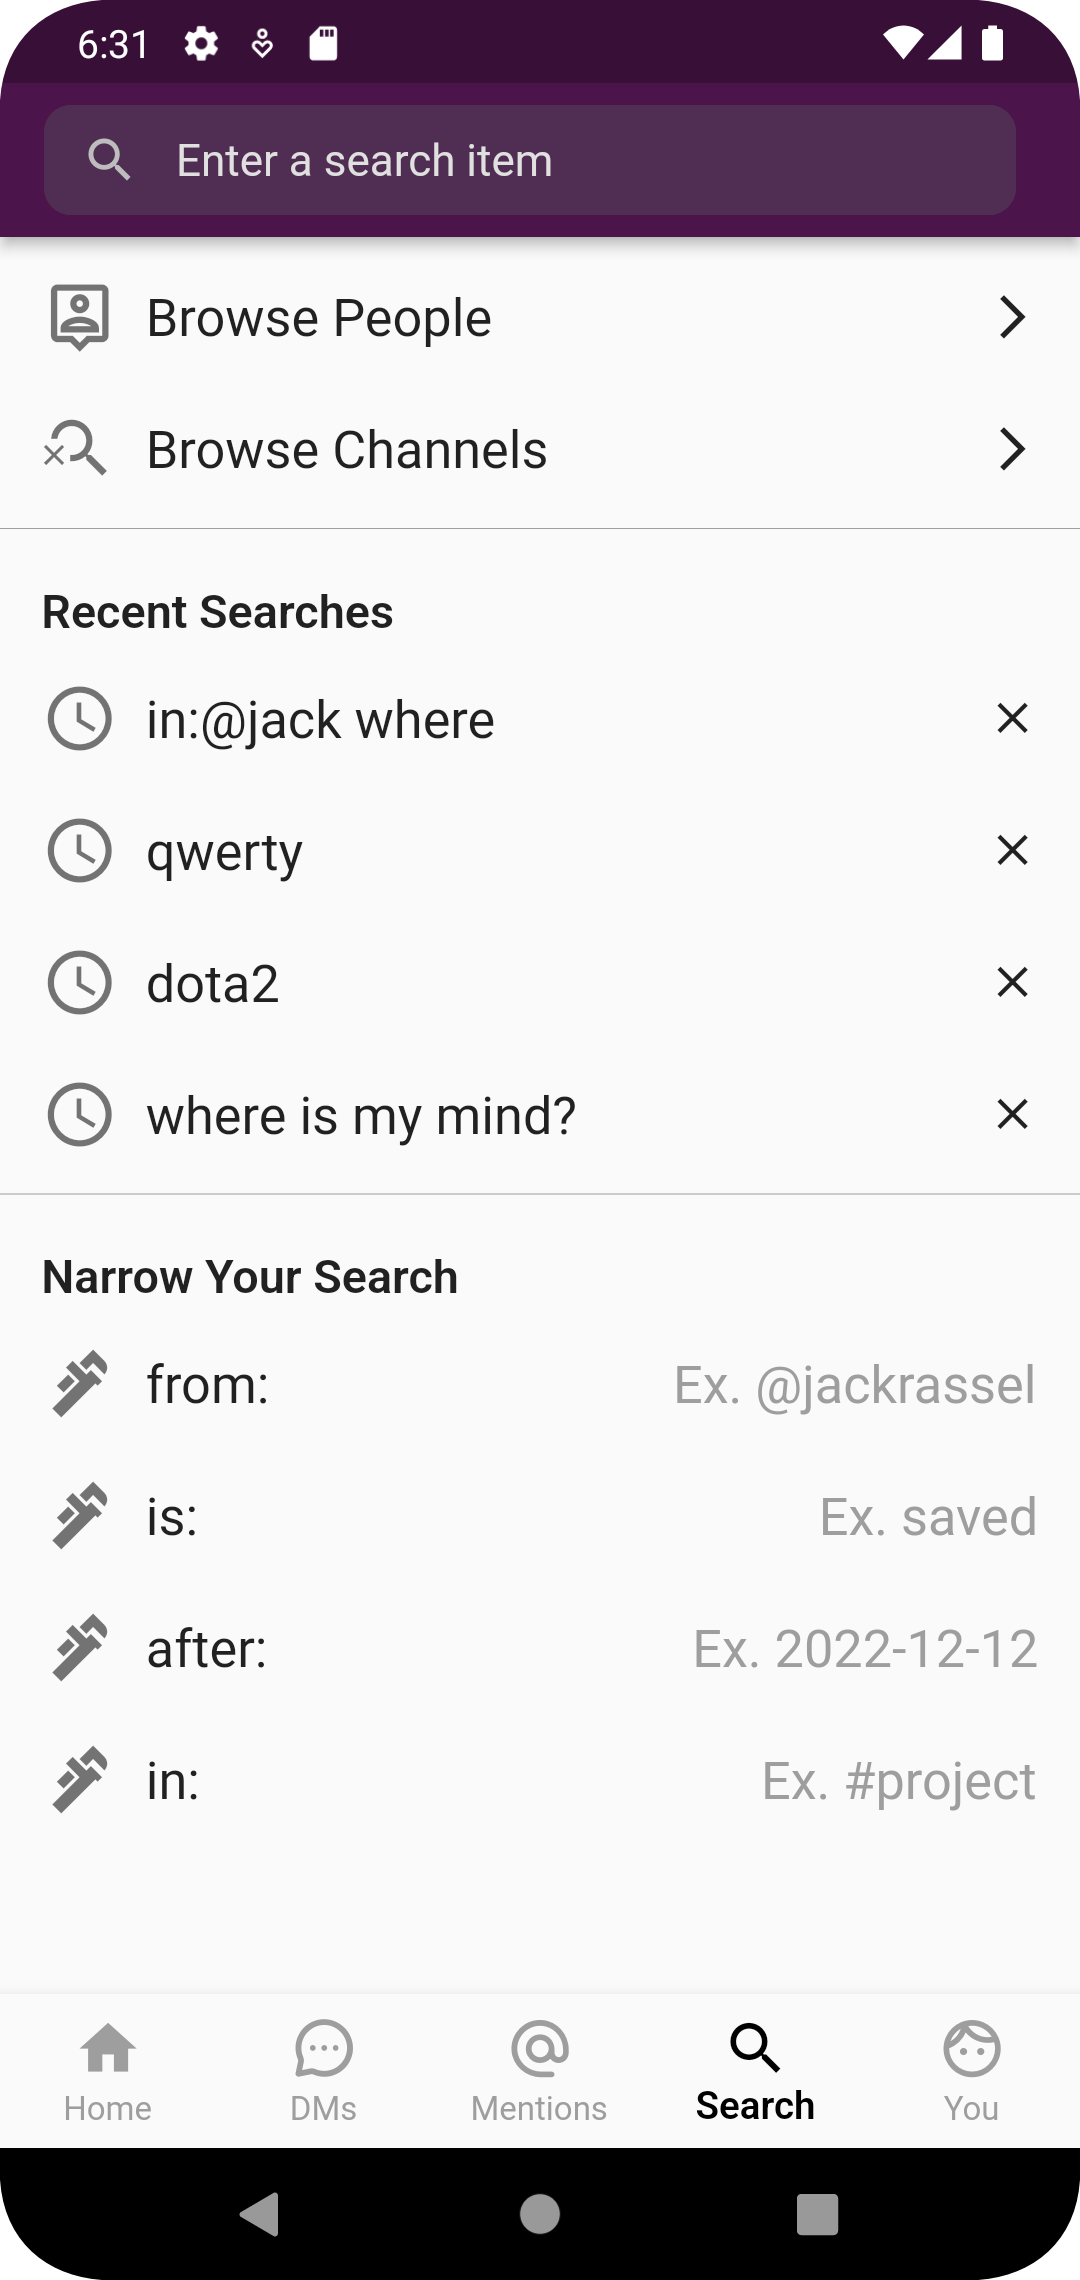 6:31
Enter a search item
Browse People
Browse Channels
Recent Searches
in:@jack where
qwerty
dota2
where is my mind?
Narrow Your Search
from: Ex. @jackrassel
is: Ex. saved
after: Ex. 2022-12-12
in: Ex. #project
Home DMs Mentions Search You